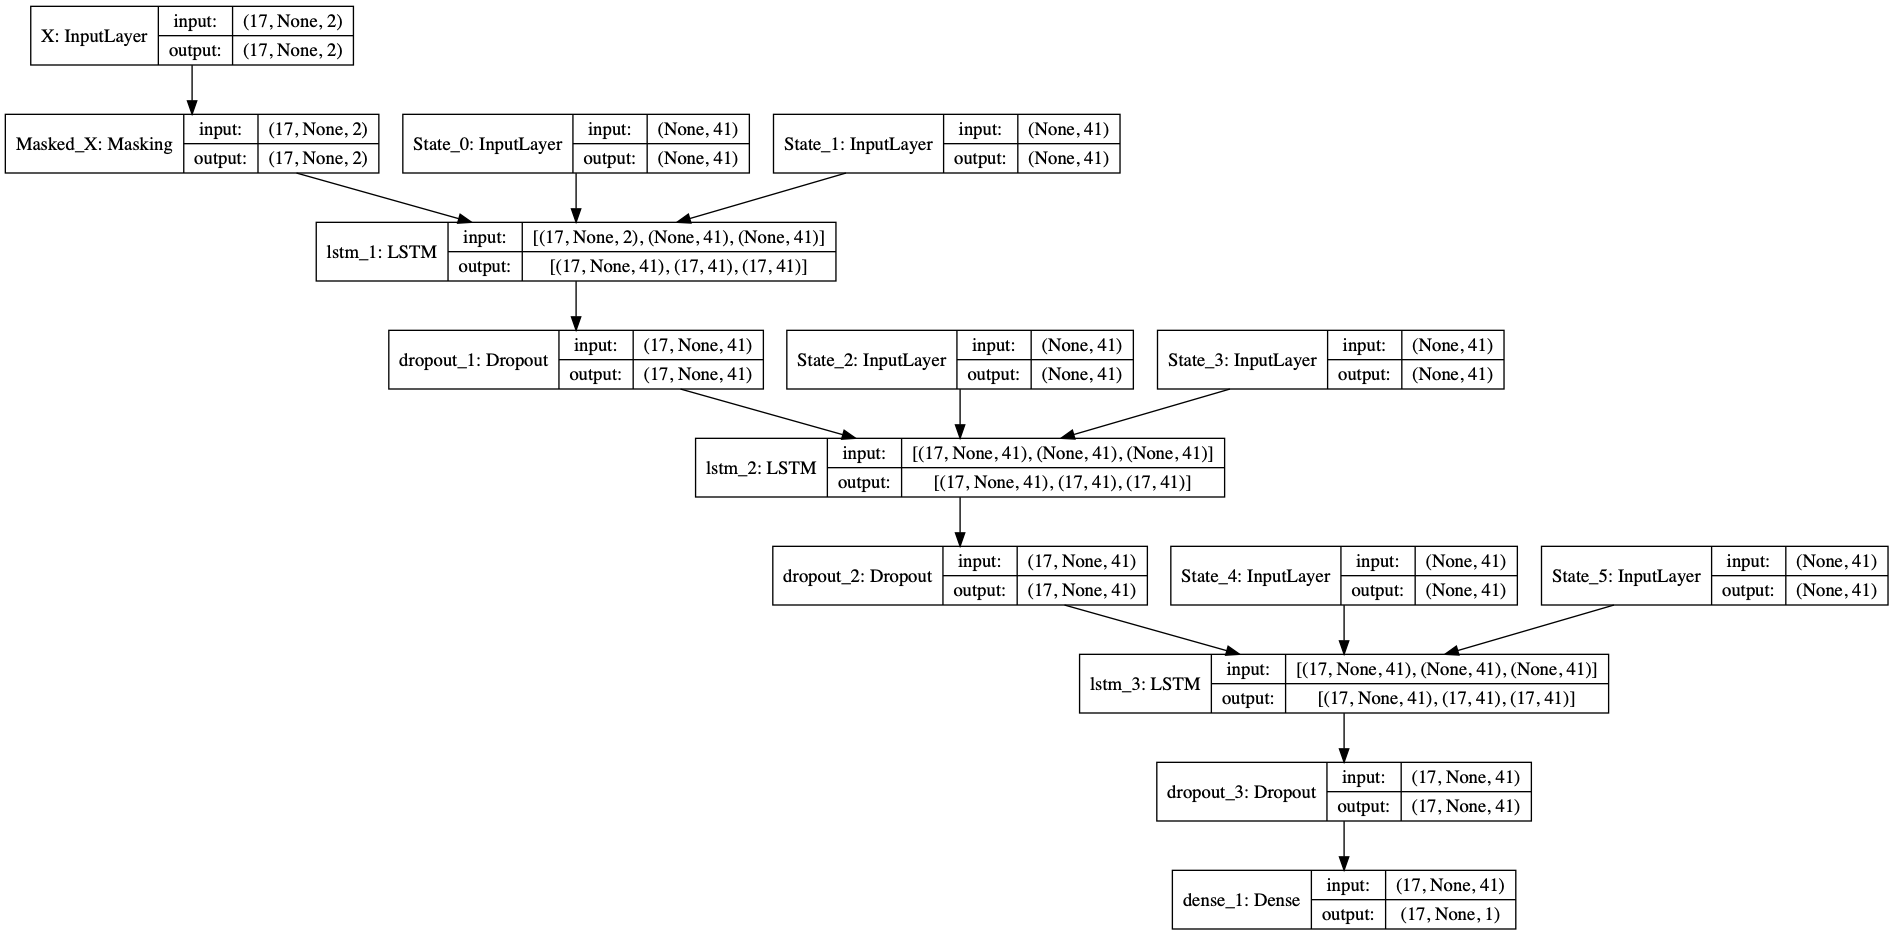 X: InputLayer
input: (17, None, 2)
output: (17, None, 2)
Masked_X: Masking
input: (17, None, 2)
output: (17, None, 2)
State_0: InputLayer
input: (None, 41)
output: (None, 41)
State_1: InputLayer
input: (None, 41)
output: (None, 41)
lstm_1: LSTM
input: [(17, None, 2), (None, 41), (None, 41)]
output: [(17, None, 41), (17, 41), (17, 41)]
dropout_1: Dropout
input: (17, None, 41)
output: (17, None, 41)
State_2: InputLayer
input: (None, 41)
output: (None, 41)
State_3: InputLayer
input: (None, 41)
output: (None, 41)
lstm_2: LSTM
input: [(17, None, 41), (None, 41), (None, 41)]
output: [(17, None, 41), (17, 41), (17, 41)]
dropout_2: Dropout
input: (17, None, 41)
output: (17, None, 41)
State_4: InputLayer
input: (None, 41)
output: (None, 41)
State_5: InputLayer
input: (None, 41)
output: (None, 41)
lstm_3: LSTM
input: [(17, None, 41), (None, 41), (None, 41)]
output: [(17, None, 41), (17, 41), (17, 41)]
dropout_3: Dropout
input: (17, None, 41)
output: (17, None, 41)
dense_1: Dense
input: (17, None, 41)
output: (17, None, 1)